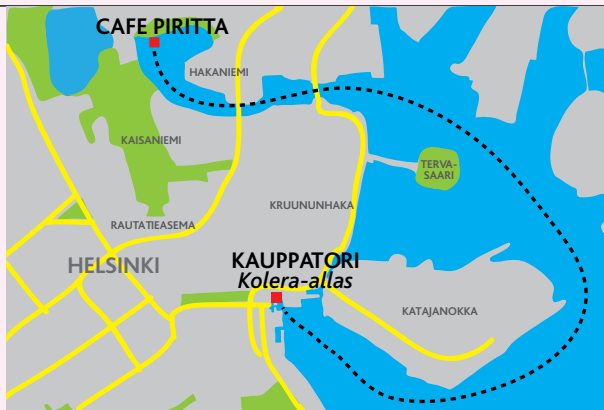 CAFE PIRITTA
HAKANIEMI
KAISANIEMI
TERVA-
SAARI
KRUUNUNHAKA
RAUTATIEASEMA
HELSINKI
KAUPPATORI
Kolera-allas
KATAJANOKKA